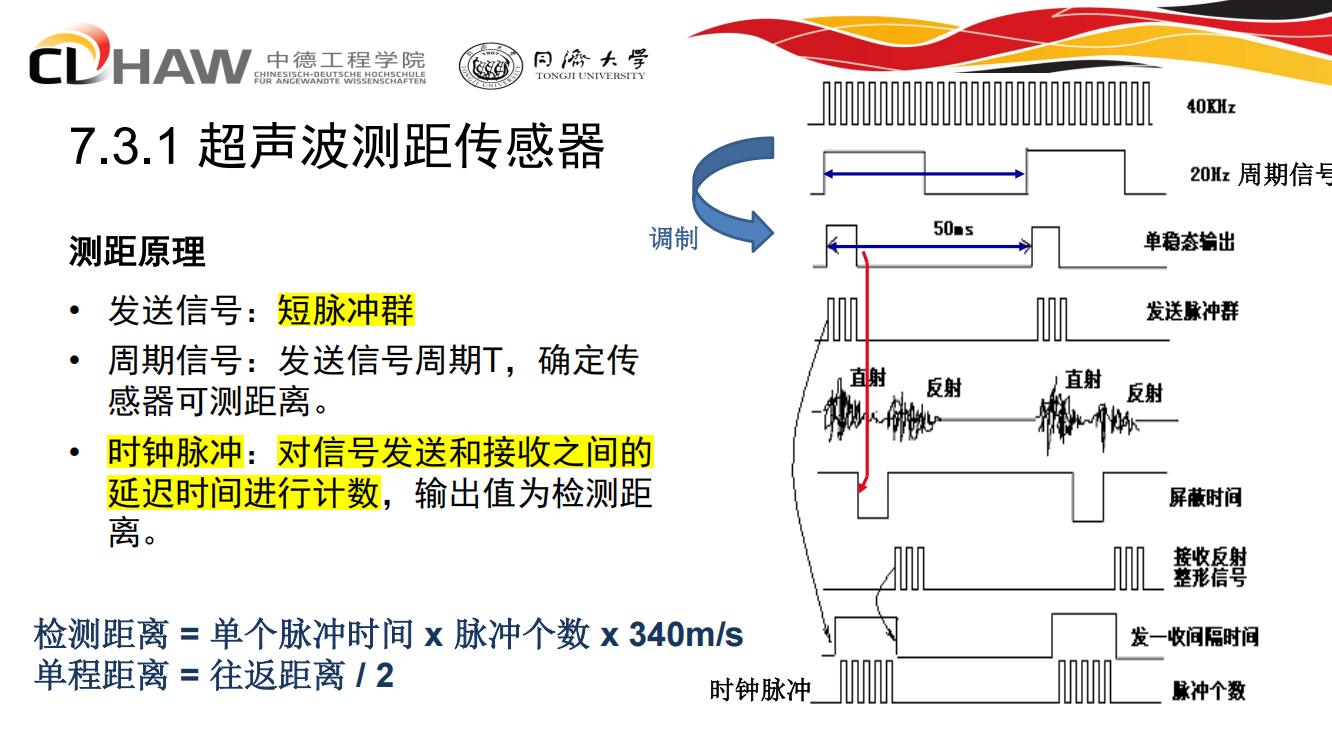 CDHAW 中德工程学院
CHINESISCH-DEUTSCHE HOCHSCHULE
FÜR ANGEWANDTE WISSENSCHAFTEN
同济大学
TONGJI UNIVERSITY
1907
7.3.1 超声波测距传感器
测距原理
• 发送信号：短脉冲群
• 周期信号：发送信号周期T，确定传
感器可测距离。
• 时钟脉冲：对信号发送和接收之间的
延迟时间进行计数，输出值为检测距
离。
检测距离 = 单个脉冲时间 x 脉冲个数 x 340m/s
单程距离 = 往返距离 / 2
调制
40KHz
20Hz 周期信号
50ms
单稳态输出
发送脉冲群
直射
反射
直射
反射
屏蔽时间
接收反射
整形信号
发一收间隔时间
时钟脉冲
脉冲个数